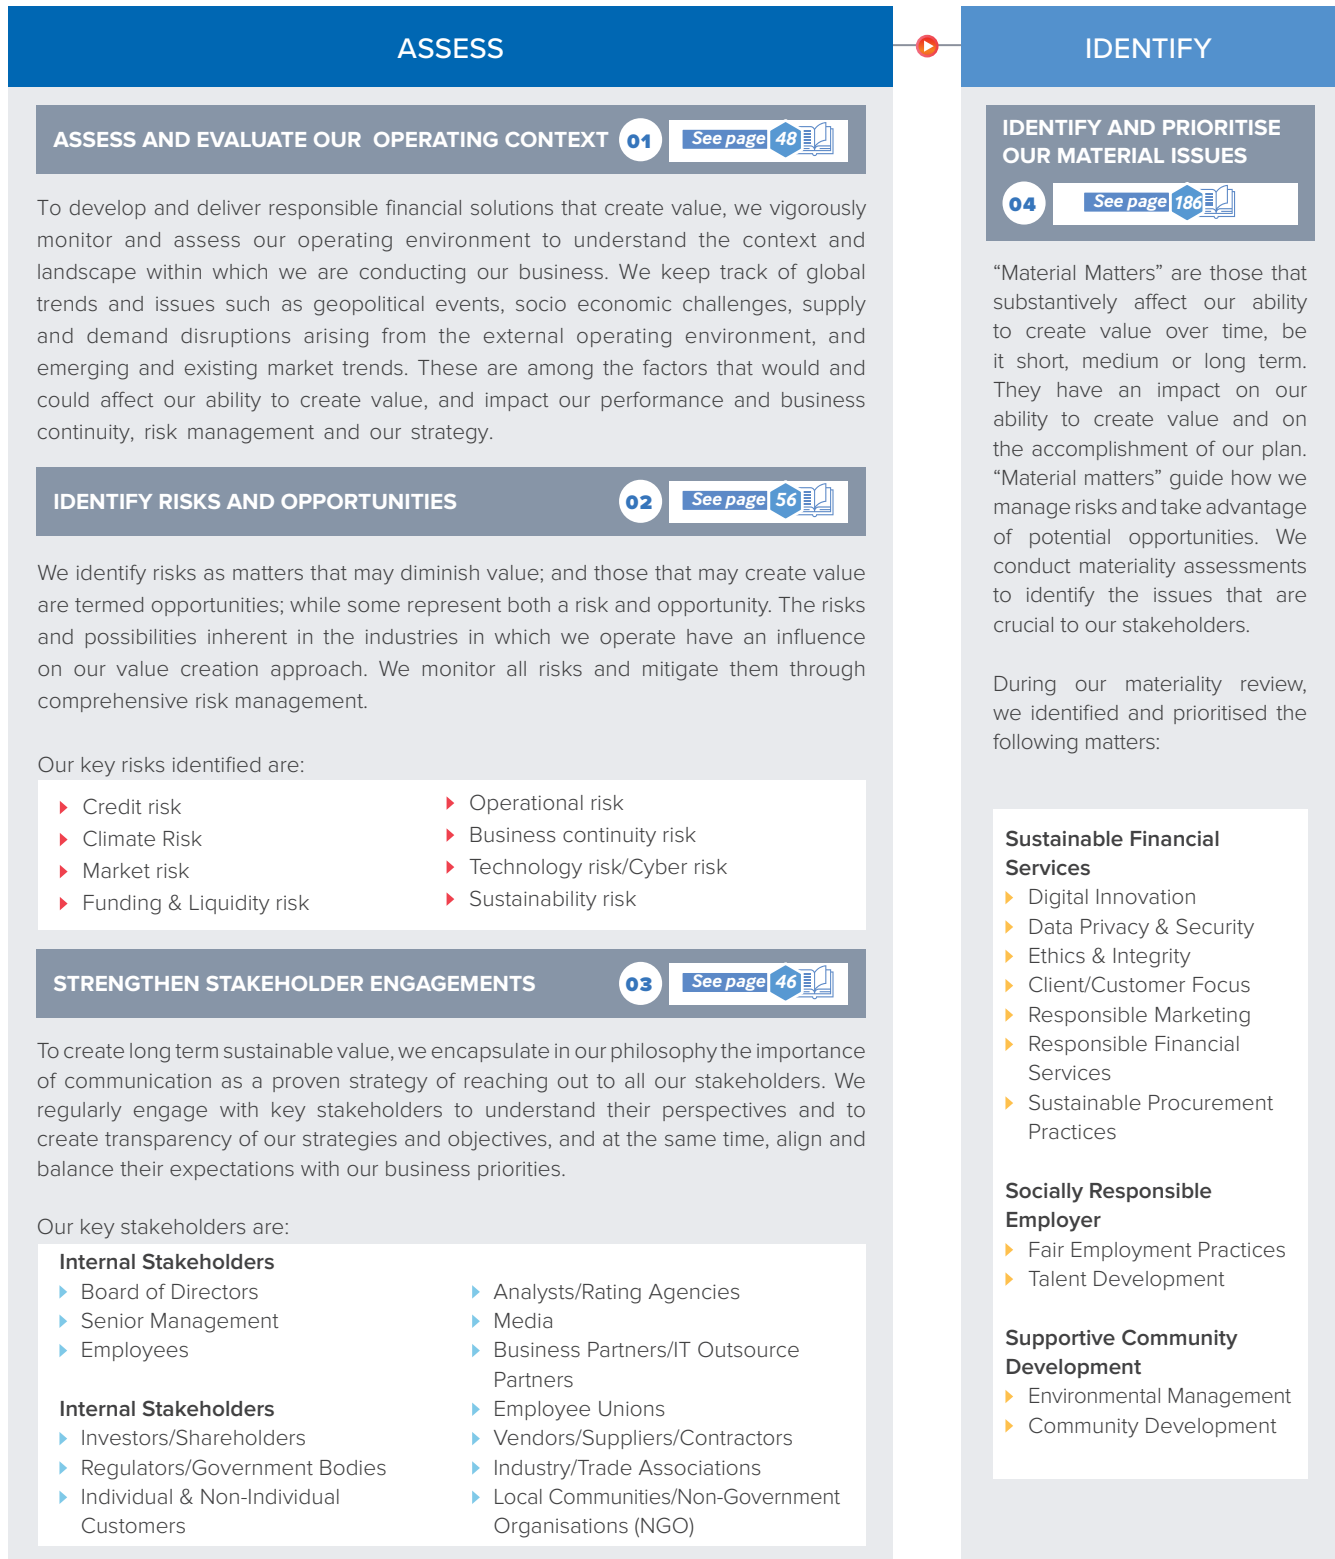 ASSESS
ASSESS AND EVALUATE OUR OPERATING CONTEXT 01 See page 48
To develop and deliver responsible financial solutions that create value, we vigorously
monitor and assess our operating environment to understand the context and
landscape within which we are conducting our business. We keep track of global
trends and issues such as geopolitical events, socio economic challenges, supply
and demand disruptions arising from the external operating environment, and
emerging and existing market trends. These are among the factors that would and
could affect our ability to create value, and impact our performance and business
continuity, risk management and our strategy.
IDENTIFY RISKS AND OPPORTUNITIES 02 See page 56
We identify risks as matters that may diminish value; and those that may create value
are termed opportunities; while some represent both a risk and opportunity. The risks
and possibilities inherent in the industries in which we operate have an influence
on our value creation approach. We monitor all risks and mitigate them through
comprehensive risk management.
Our key risks identified are:
Credit risk
Climate Risk
Market risk
Funding & Liquidity risk
Operational risk
Business continuity risk
Technology risk/Cyber risk
Sustainability risk
STRENGTHEN STAKEHOLDER ENGAGEMENTS 03 See page 46
To create long term sustainable value, we encapsulate in our philosophy the importance
of communication as a proven strategy of reaching out to all our stakeholders. We
regularly engage with key stakeholders to understand their perspectives and to
create transparency of our strategies and objectives, and at the same time, align and
balance their expectations with our business priorities.
Our key stakeholders are:
Internal Stakeholders
Board of Directors
Senior Management
Employees
Internal Stakeholders
Investors/Shareholders
Regulators/Government Bodies
Individual & Non-Individual
Customers
Analysts/Rating Agencies
Media
Business Partners/IT Outsource
Partners
Employee Unions
Vendors/Suppliers/Contractors
Industry/Trade Associations
Local Communities/Non-Government
Organisations (NGO)
IDENTIFY
IDENTIFY AND PRIORITISE
OUR MATERIAL ISSUES
04 See page 186
“Material Matters” are those that
substantively affect our ability
to create value over time, be
it short, medium or long term.
They have an impact on our
ability to create value and on
the accomplishment of our plan.
“Material matters” guide how we
manage risks and take advantage
of potential opportunities. We
conduct materiality assessments
to identify the issues that are
crucial to our stakeholders.
During our materiality review,
we identified and prioritised the
following matters:
Sustainable Financial
Services
Digital Innovation
Data Privacy & Security
Ethics & Integrity
Client/Customer Focus
Responsible Marketing
Responsible Financial
Services
Sustainable Procurement
Practices
Socially Responsible
Employer
Fair Employment Practices
Talent Development
Supportive Community
Development
Environmental Management
Community Development